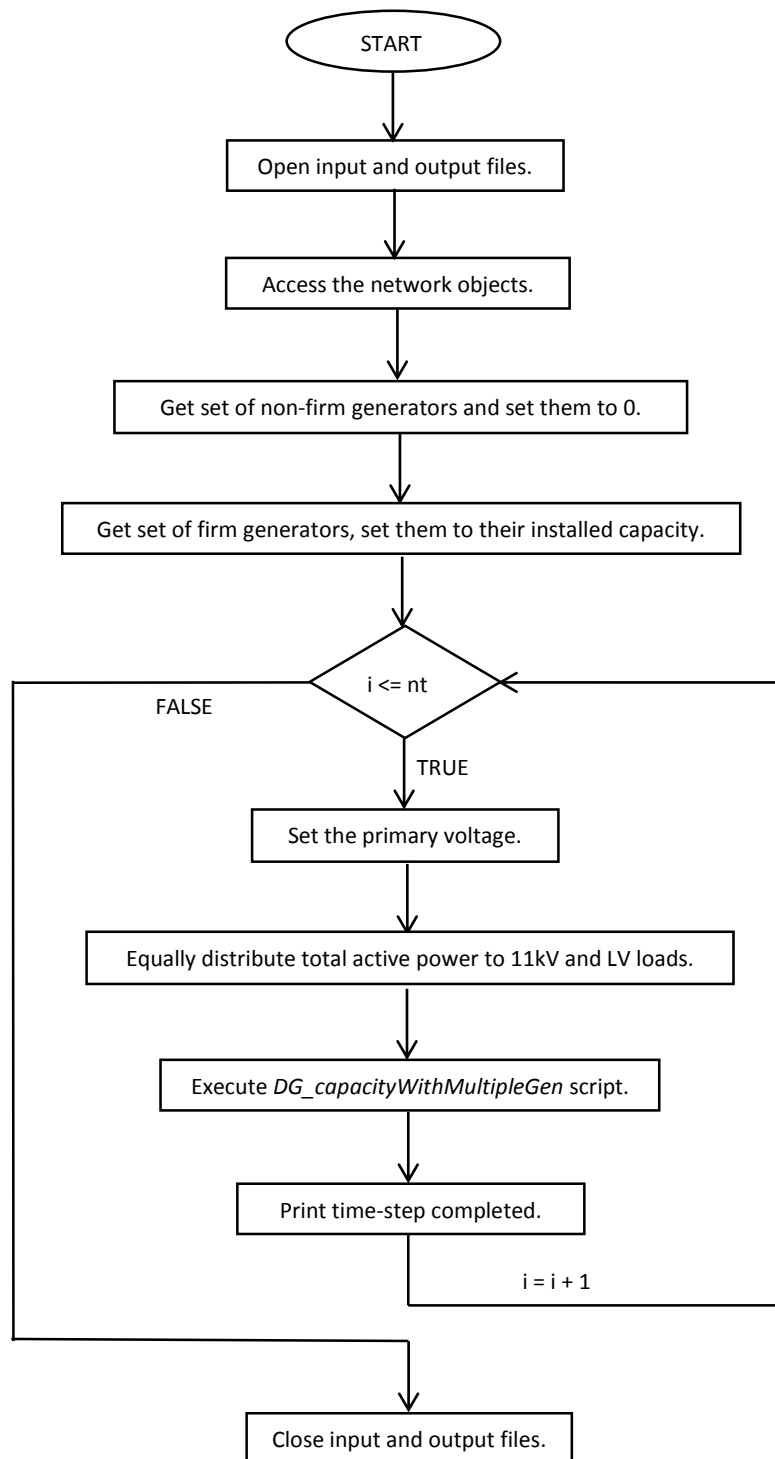 START
Open input and output files.
Access the network objects.
Get set of non-firm generators and set them to 0.
Get set of firm generators, set them to their installed capacity.
i <= nt
FALSE
TRUE
Set the primary voltage.
Equally distribute total active power to 11kV and LV loads.
Execute DG_capacityWithMultipleGen script.
Print time-step completed.
i = i + 1
Close input and output files.